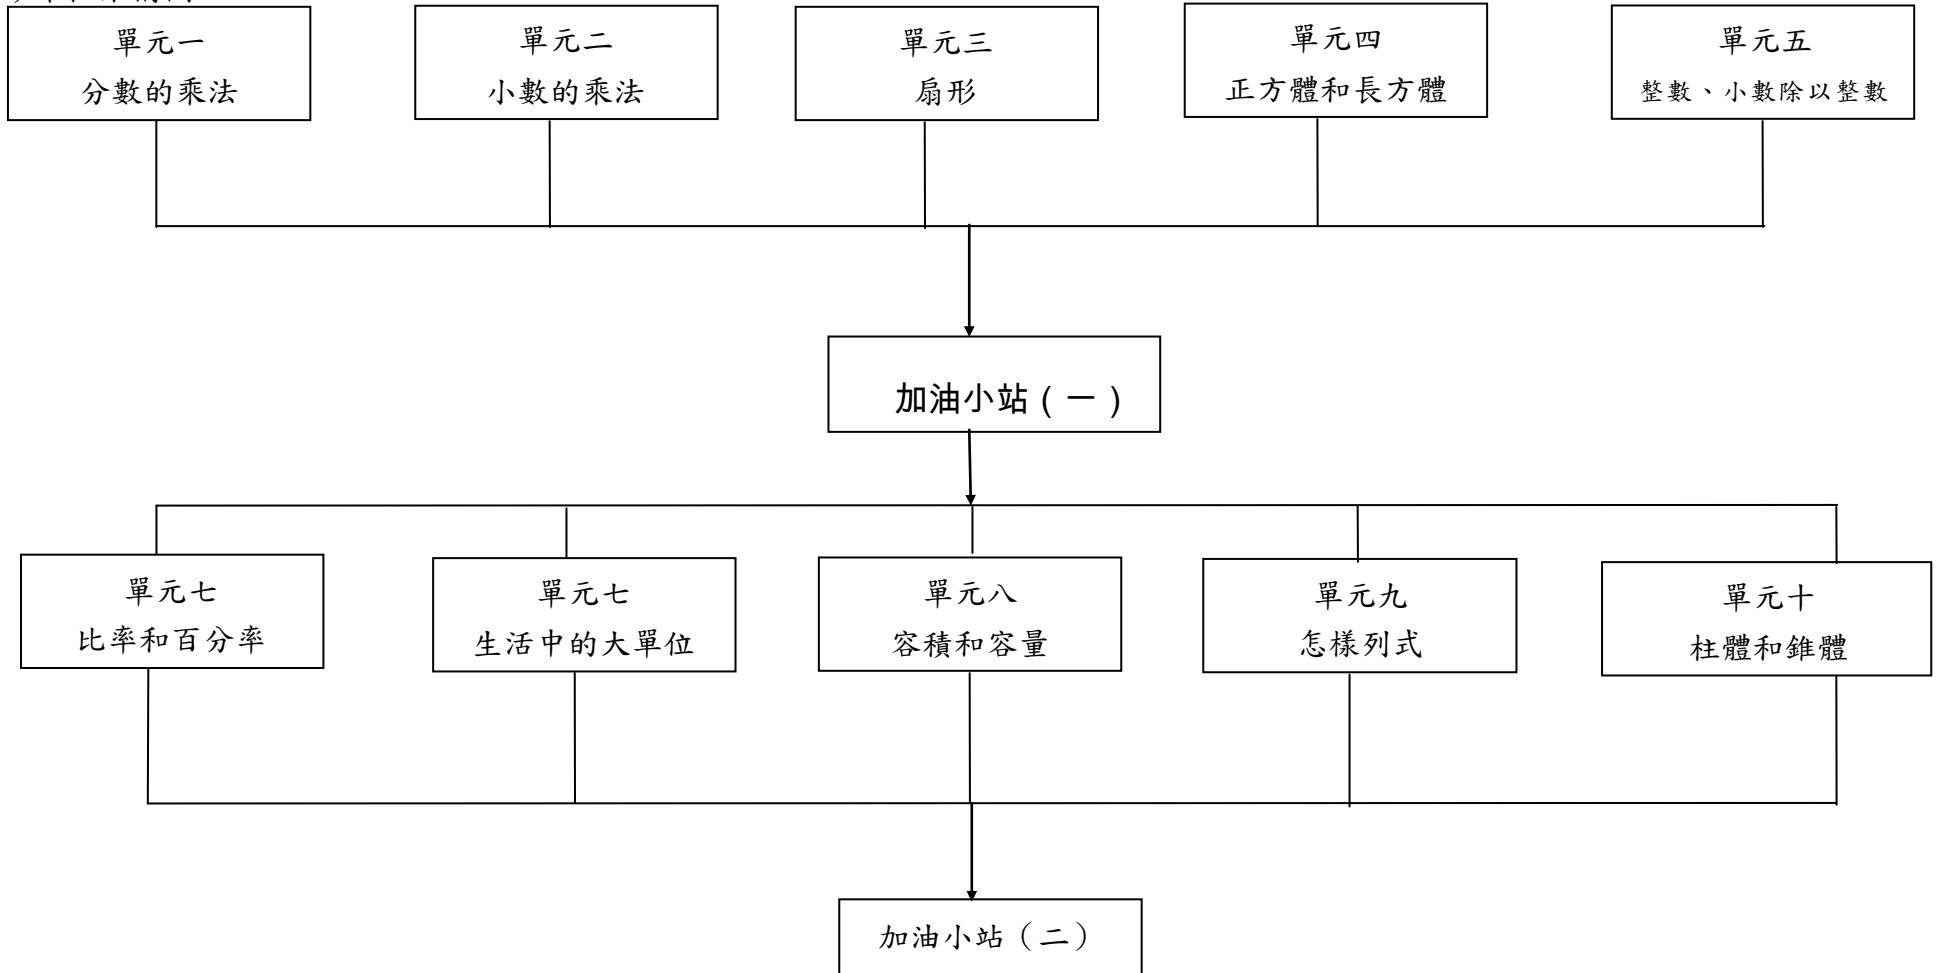 單元一
分數的乘法
單元二
小數的乘法
單元三
扇形
單元四
正方體和長方體
單元五
整數、小數除以整數
加油小站(一)
單元七
比率和百分率
單元七
生活中的大單位
單元八
容積和容量
單元九
怎樣列式
單元十
柱體和錐體
加油小站（二）